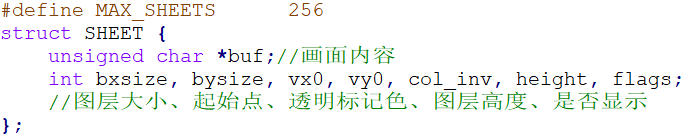 #define MAX_SHEETS      256
struct SHEET {
    unsigned char *buf;//画面内容
    int bxsize, bysize, vx0, vy0, col_inv, height, flags;
    //图层大小、起始点、透明标记色、图层高度、是否显示
};